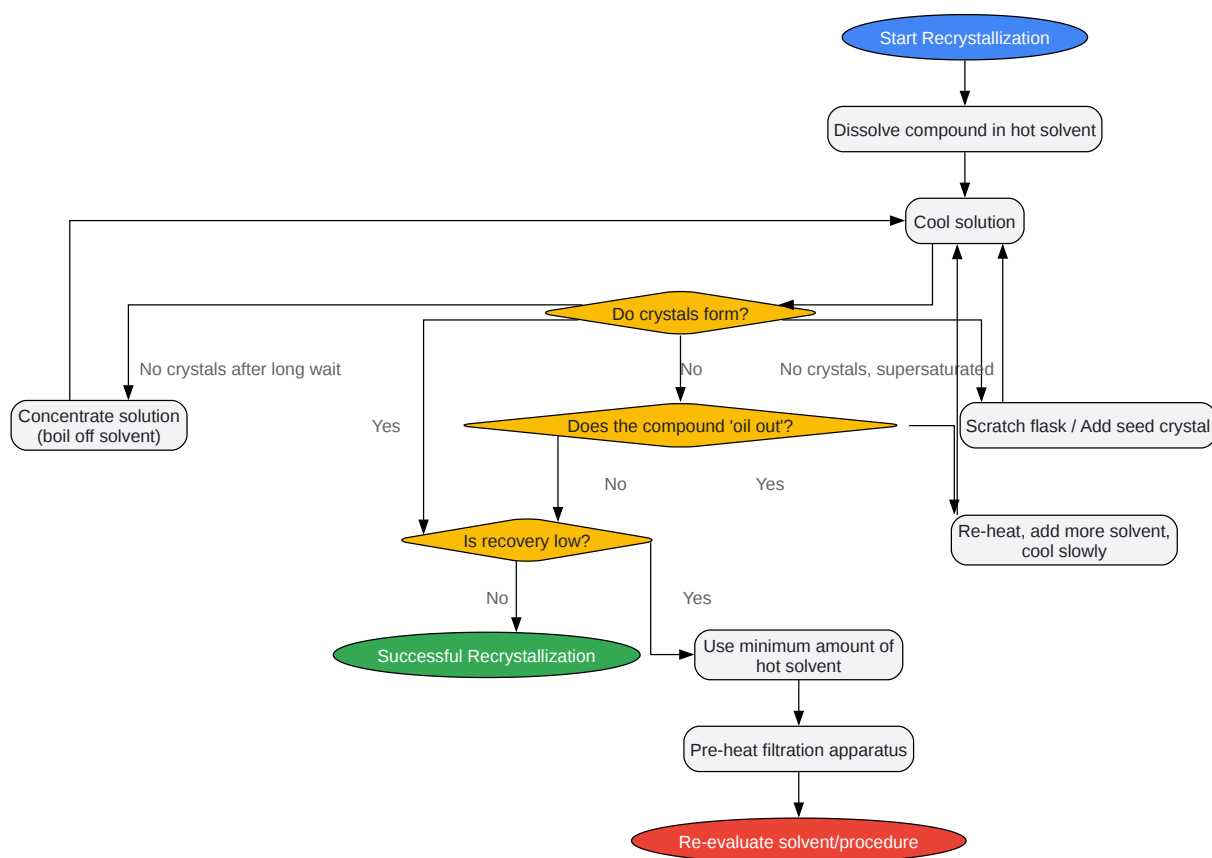 Start Recrystallization
Dissolve compound in hot solvent
Cool solution
Do crystals form?
No crystals after long wait
No
No crystals, supersaturated
Concentrate solution
(boil off solvent)
Yes
Does the compound 'oil out'?
Scratch flask / Add seed crystal
No
Yes
Is recovery low?
Re-heat, add more solvent,
cool slowly
No
Yes
Successful Recrystallization
Use minimum amount of
hot solvent
Pre-heat filtration apparatus
Re-evaluate solvent/procedure